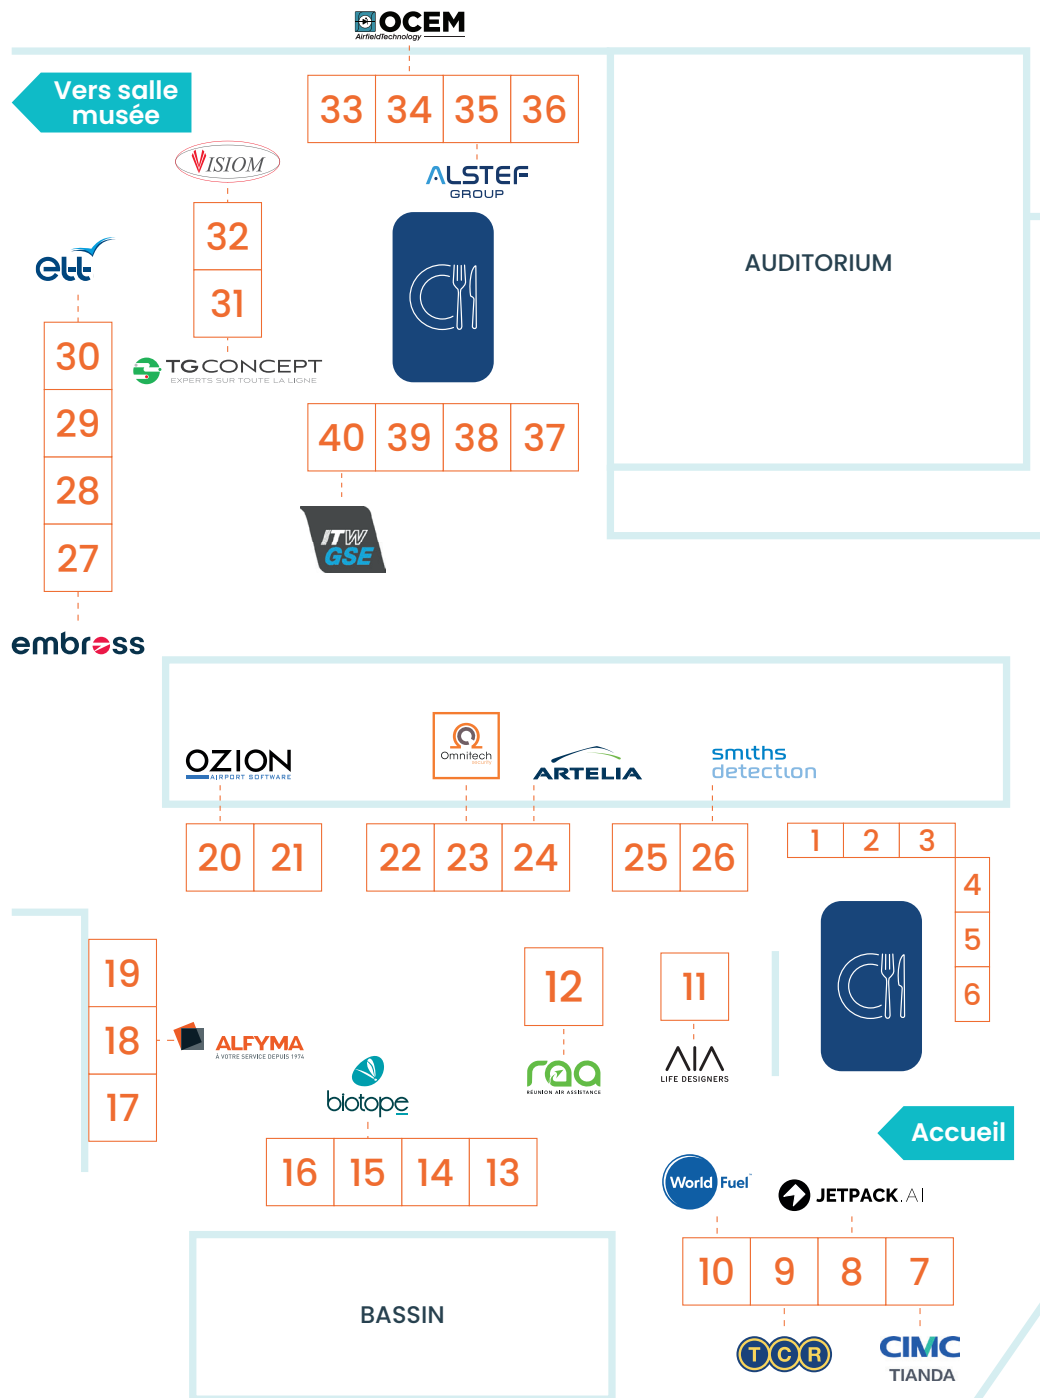 OCEM
AirfieldTechnology
Vers salle
musée
33 34 35 36
VISIOM
ALSTEF
GROUP
32
31
ett
AUDITORIUM
30
29
28
27
TGCONCEPT
EXPERTS SUR TOUTE LA LIGNE
40 39 38 37
ITW
GSE
embross
OZION
AIRPORT SOFTWARE
Omnitech
security
ARTELIA
smiths
detection
20 21
22 23 24
25 26
1 2 3
4
5
6
19
18
17
ALFYMA
À VOTRE SERVICE DEPUIS 1974
12
11
raa
REUNION AIR ASSISTANCE
AIA
LIFE DESIGNERS
biotope
Accueil
16 15 14 13
World Fuel
JETPACK.AI
10 9 8 7
BASSIN
TCR
CIMC
TIANDA